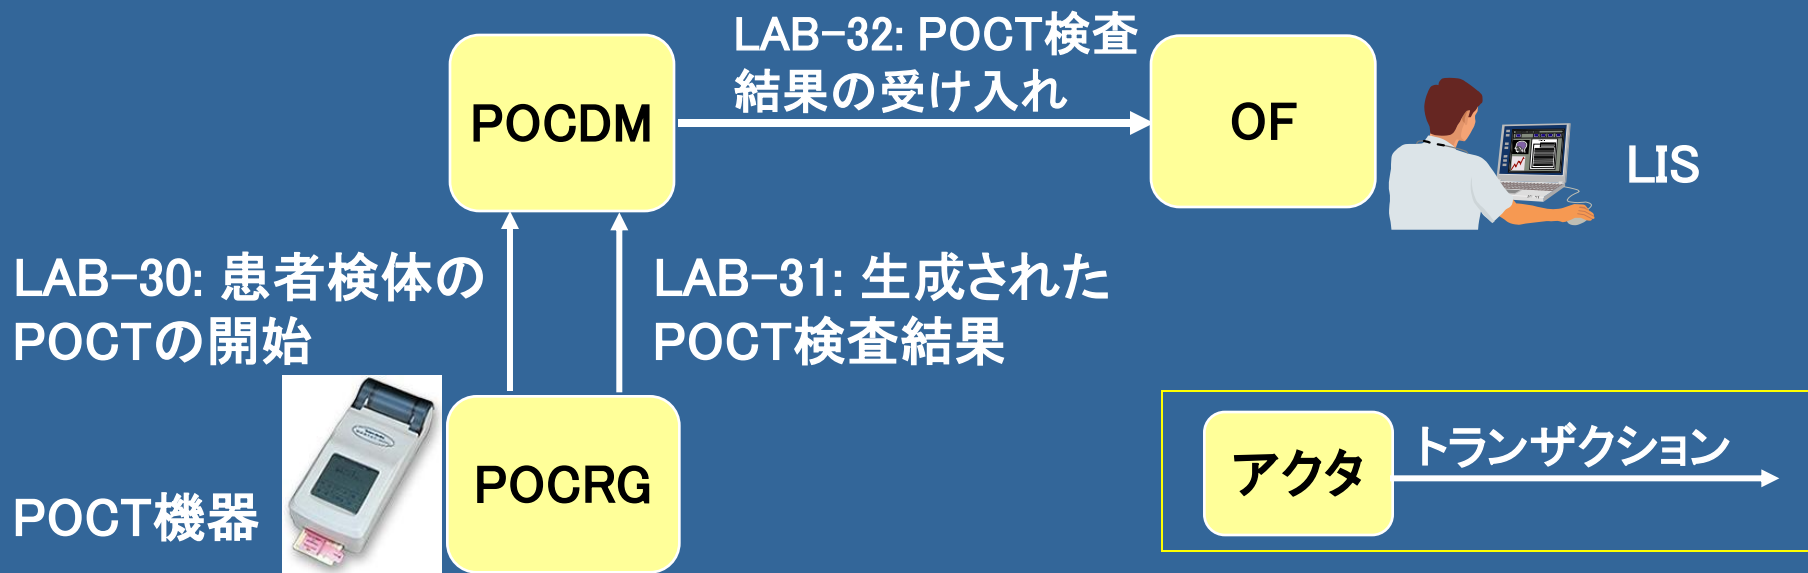 LAB-32: POCT検査
結果の受け入れ
POCDM
OF
LIS
LAB-30: 患者検体の
POCTの開始
LAB-31: 生成された
POCT検査結果
POCT機器
POCRG
アクタ
トランザクション